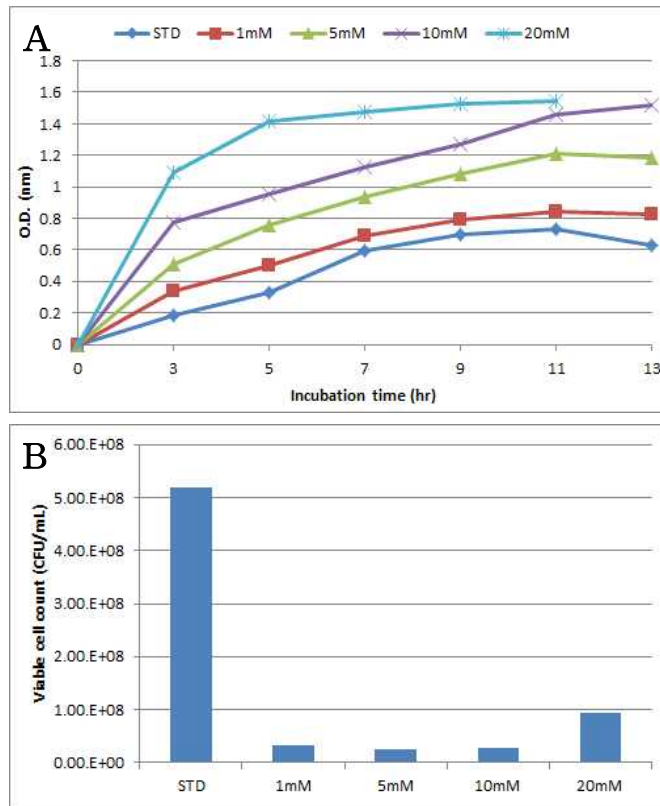 A
STD 1mM 5mM 10mM 20mM
1.8
1.6
1.4
1.2
1
0.8
0.6
0.4
0.2
0
O.D. (nm)
0 3 5 7 9 11 13
Incubation time (hr)
B
6.00.E+08
5.00.E+08
4.00.E+08
3.00.E+08
2.00.E+08
1.00.E+08
0.00.E+00
Viable cell count (CFU/mL)
STD 1mM 5mM 10mM 20mM